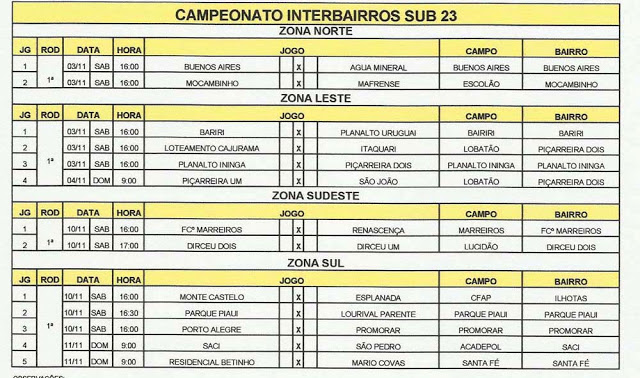 CAMPEONATO INTERBAIRROS SUB 23
ZONA NORTE
JG ROD DATA HORA JOGO CAMPO BAIRRO
1 1ª 03/11 SAB 16:00 BUENOS AIRES X AGUA MINERAL BUENOS AIRES BUENOS AIRES
2 03/11 SAB 16:00 MOCAMBINHO X MAFRENSE ESCOLÃO MOCAMBINHO
ZONA LESTE
JG ROD DATA HORA JOGO CAMPO BAIRRO
1 1ª 03/11 SAB 16:00 BARIRI X PLANALTO URUGUAI BAIRIRI BARIRI
2 03/11 SAB 16:00 LOTEAMENTO CAJURAMA X ITAQUARI LOBATÃO PIÇARREIRA DOIS
3 03/11 SAB 16:00 PLANALTO ININGA X PIÇARREIRA DOIS PLANALTO ININGA PLANALTO ININGA
4 04/11 DOM 9:00 PIÇARREIRA UM X SÃO JOÃO LOBATÃO PIÇARREIRA DOIS
ZONA SUDESTE
JG ROD DATA HORA JOGO CAMPO BAIRRO
1 1ª 10/11 SAB 16:00 FCº MARREIROS X RENASCENÇA MARREIROS FCº MARREIROS
2 10/11 SAB 17:00 DIRCEU DOIS X DIRCEU UM LUCIDÃO DIRCEU DOIS
ZONA SUL
JG ROD DATA HORA JOGO CAMPO BAIRRO
1 1ª 10/11 SAB 16:00 MONTE CASTELO X ESPLANADA CFAP ILHOTAS
2 10/11 SAB 16:30 PARQUE PIAUI X LOURIVAL PARENTE PARQUE PIAUI PARQUE PIAUI
3 10/11 SAB 16:00 PORTO ALEGRE X PROMORAR PROMORAR PROMORAR
4 11/11 DOM 9:00 SACI X SÃO PEDRO ACADEPOL SACI
5 11/11 DOM 9:00 RESIDENCIAL BETINHO X MARIO COVAS SANTA FÉ SANTA FÉ